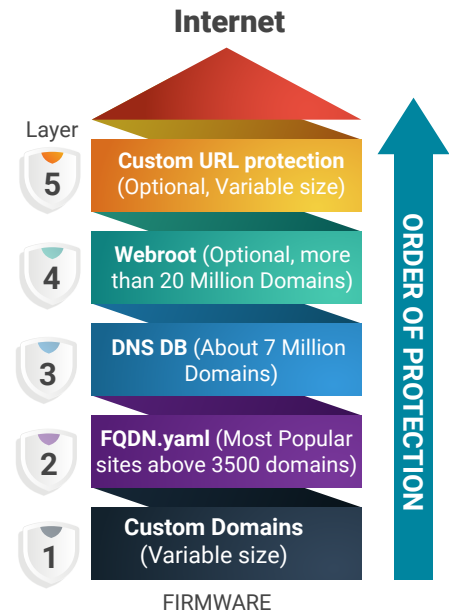 Internet
Layer
5
Custom URL protection
(Optional, Variable size)
4
Webroot (Optional, more
than 20 Million Domains)
3
DNS DB (About 7 Million
Domains)
2
FQDN.yaml (Most Popular
sites above 3500 domains)
1
Custom Domains
(Variable size)
FIRMWARE
ORDER OF PROTECTION